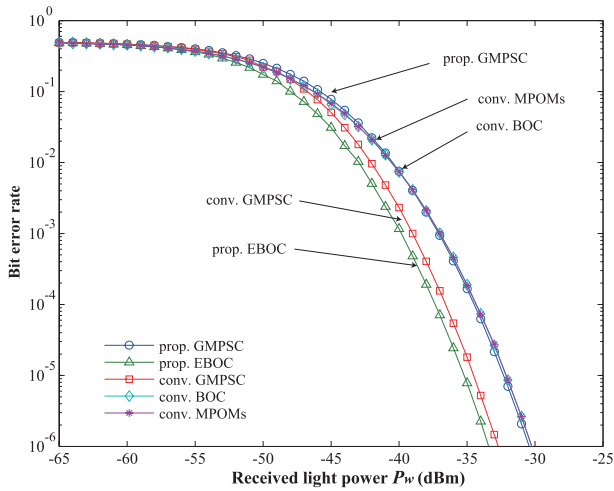 10^0
10^-1
10^-2
10^-3
10^-4
10^-5
10^-6
Bit error rate
prop. GMPSC
conv. MPOMs
conv. BOC
conv. GMPSC
prop. EBOC
prop. GMPSC
prop. EBOC
conv. GMPSC
conv. BOC
conv. MPOMs
-65 -60 -55 -50 -45 -40 -35 -30 -25
Received light power Pw (dBm)